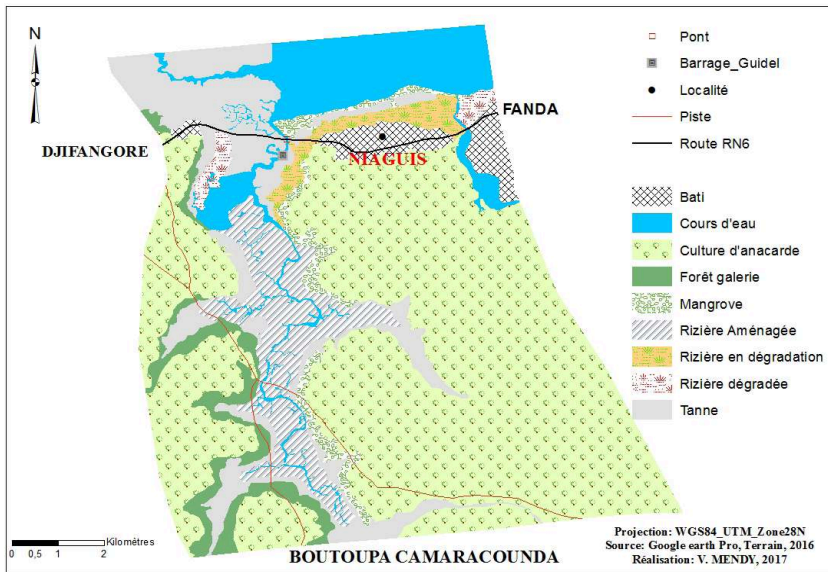 N
DJIFANGORE
NIAGUIS
FANDA
Pont
Barrage_Guidel
Localité
Piste
Route RN6
Bati
Cours d'eau
Culture d'anacarde
Forêt galerie
Mangrove
Rizière Aménagée
Rizière en dégradation
Rizière dégradée
Tanne
Kilomètres
0 0,5 1 2
BOUTOUPA CAMARACOUNDA
Projection: WGS84_UTM_Zone28N
Source: Google earth Pro, Terrain, 2016
Réalisation: V. MENDY, 2017